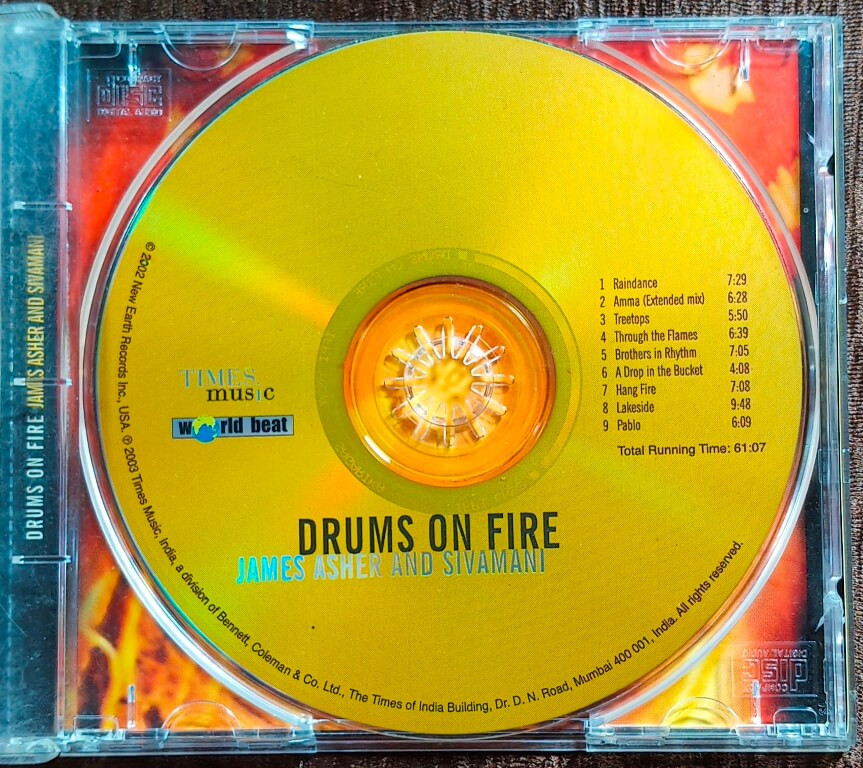 COMPACT
disc
DIGITAL AUDIO
DRUMS ON FIRE JAMES ASHER AND SIVAMANI
1 Raindance 7:29
2 Amma (Extended mix) 6:28
3 Treetops 5:50
4 Through the Flames 6:39
5 Brothers in Rhythm 7:05
6 A Drop in the Bucket 4:08
7 Hang Fire 7:08
8 Lakeside 9:48
9 Pablo 6:09
Total Running Time: 61:07
TIMES
music
world beat
DRUMS ON FIRE
JAMES ASHER AND SIVAMANI
© 2002 New Earth Records Inc., USA. ℗ 2003 Times Music, India, a division of Bennett, Coleman & Co. Ltd., The Times of India Building, Dr. D. N. Road, Mumbai 400 001, India. All rights reserved.
COMPACT
disc
DIGITAL AUDIO